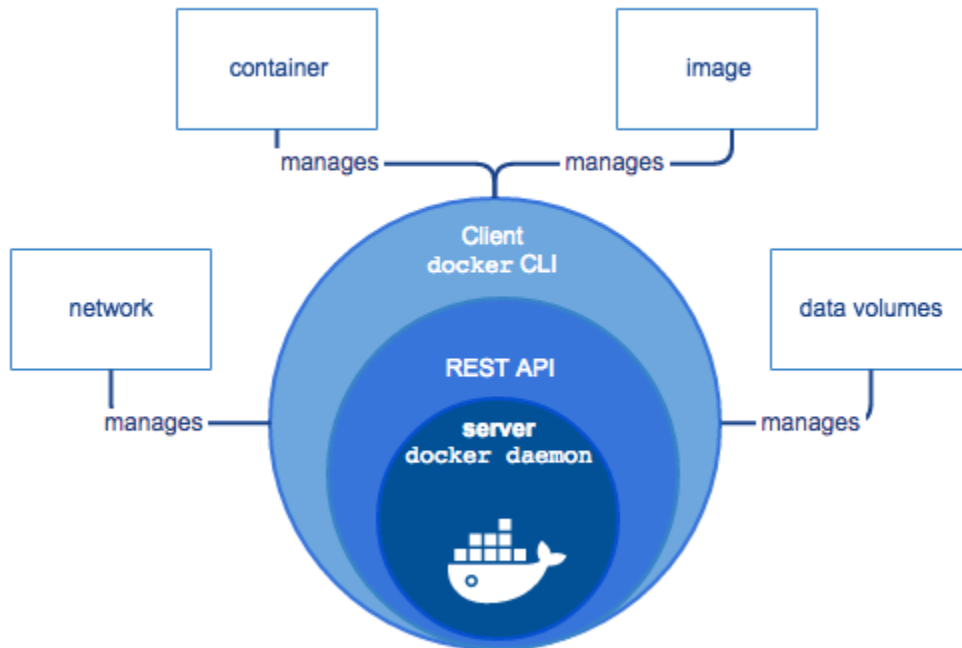 container
image
manages
manages
Client
docker CLI
network
data volumes
REST API
manages
manages
server
docker daemon